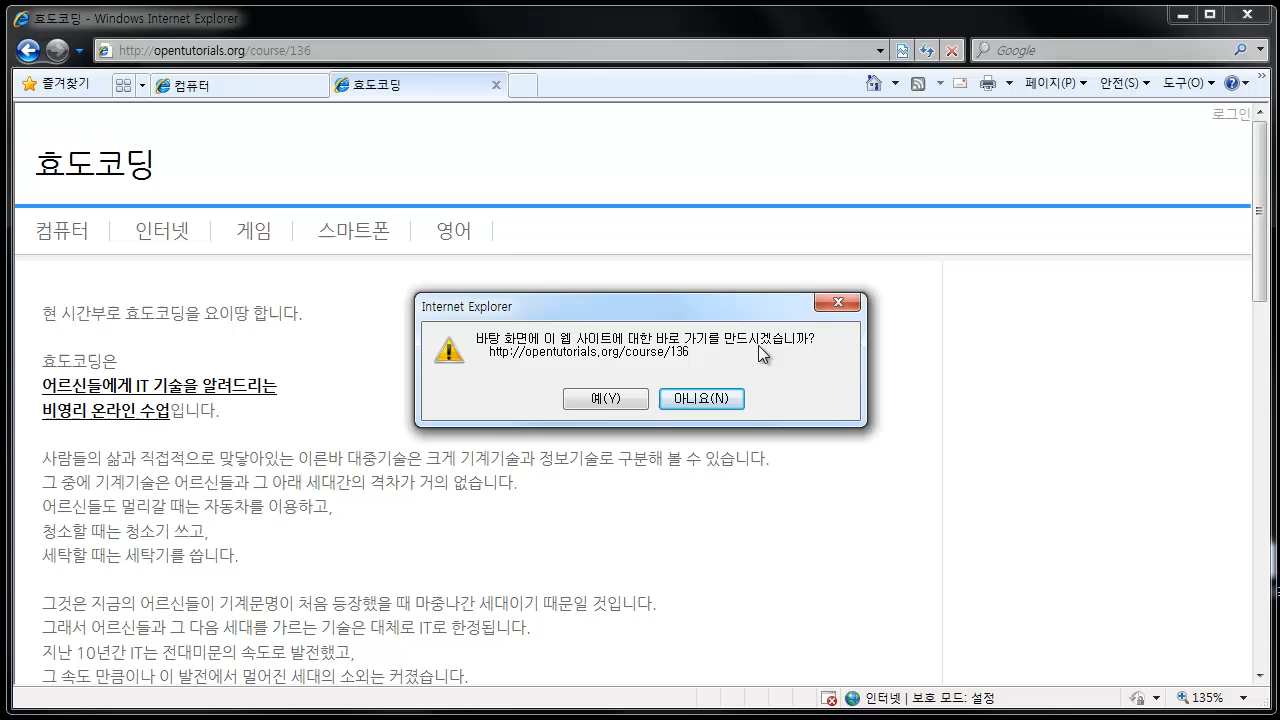 효도코딩 - Windows Internet Explorer
http://opentutorials.org/course/136
Google
즐겨찾기
컴퓨터
효도코딩
페이지(P)
안전(S)
도구(O)
로그인
효도코딩
컴퓨터
인터넷
게임
스마트폰
영어
현 시간부로 효도코딩을 요이땅 합니다.
Internet Explorer
바탕 화면에 이 웹 사이트에 대한 바로 가기를 만드시겠습니까?
http://opentutorials.org/course/136
예(Y)
아니요(N)
효도코딩은
어르신들에게 IT 기술을 알려드리는
비영리 온라인 수업입니다.
사람들의 삶과 직접적으로 맞닿아있는 이른바 대중기술은 크게 기계기술과 정보기술로 구분해 볼 수 있습니다.
그 중에 기계기술은 어르신들과 그 아래 세대간의 격차가 거의 없습니다.
어르신들도 멀리갈 때는 자동차를 이용하고,
청소할 때는 청소기 쓰고,
세탁할 때는 세탁기를 씁니다.
그것은 지금의 어르신들이 기계문명이 처음 등장했을 때 마중나간 세대이기 때문일 것입니다.
그래서 어르신들과 그 다음 세대를 가르는 기술은 대체로 IT로 한정됩니다.
지난 10년간 IT는 전대미문의 속도로 발전했고,
그 속도 만큼이나 이 발전에서 멀어진 세대의 소외는 커졌습니다.
인터넷 | 보호 모드: 설정
135%